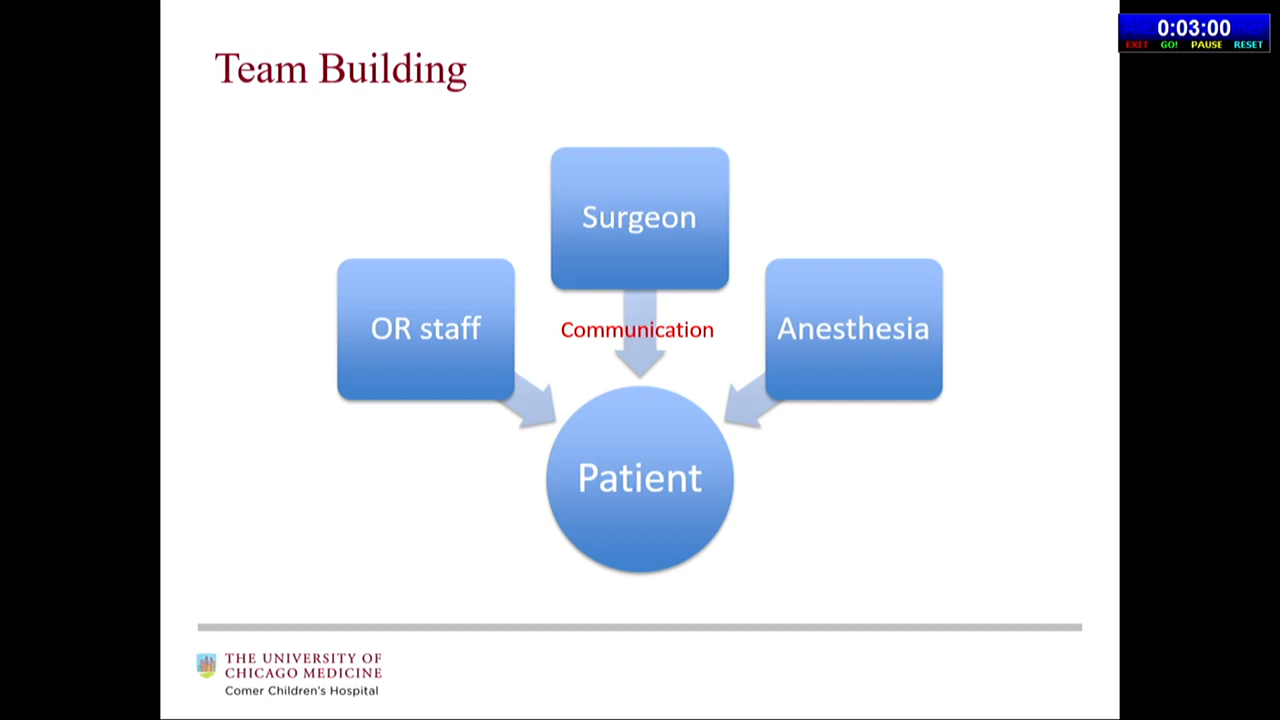 0:03:00
EXIT GO! PAUSE RESET
Team Building
Surgeon
OR staff
Communication
Anesthesia
Patient
THE UNIVERSITY OF
CHICAGO MEDICINE
Comer Children's Hospital